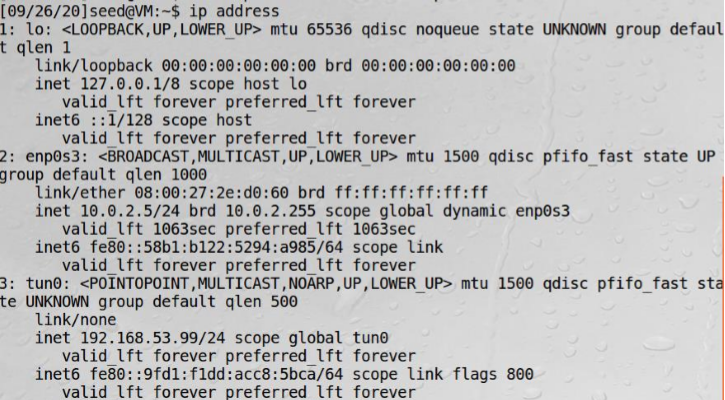 [09/26/20]seed@VM:~$ ip address
1: lo: <LOOPBACK,UP,LOWER_UP> mtu 65536 qdisc noqueue state UNKNOWN group defaul
t qlen 1
    link/loopback 00:00:00:00:00:00 brd 00:00:00:00:00:00
    inet 127.0.0.1/8 scope host lo
       valid_lft forever preferred_lft forever
    inet6 ::1/128 scope host
       valid_lft forever preferred_lft forever
2: enp0s3: <BROADCAST,MULTICAST,UP,LOWER_UP> mtu 1500 qdisc pfifo_fast state UP
group default qlen 1000
    link/ether 08:00:27:2e:d0:60 brd ff:ff:ff:ff:ff:ff
    inet 10.0.2.5/24 brd 10.0.2.255 scope global dynamic enp0s3
       valid_lft 1063sec preferred_lft 1063sec
    inet6 fe80::58b1:b122:5294:a985/64 scope link
       valid_lft forever preferred_lft forever
3: tun0: <POINTOPOINT,MULTICAST,NOARP,UP,LOWER_UP> mtu 1500 qdisc pfifo_fast sta
te UNKNOWN group default qlen 500
    link/none
    inet 192.168.53.99/24 scope global tun0
       valid_lft forever preferred_lft forever
    inet6 fe80::9fd1:f1dd:acc8:5bca/64 scope link flags 800
       valid_lft forever preferred_lft forever